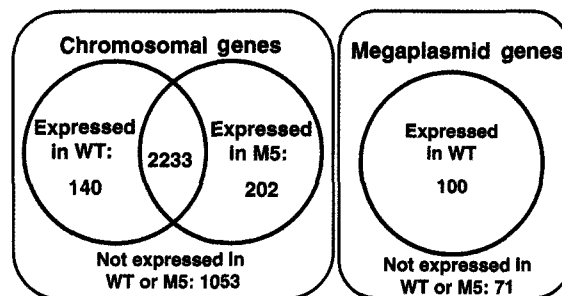 Chromosomal genes
Expressed
in WT:
140
2233
Expressed
in M5:
202
Not expressed in
WT or M5: 1053
Megaplasmid genes
Expressed
in WT
100
Not expressed in
WT or M5: 71